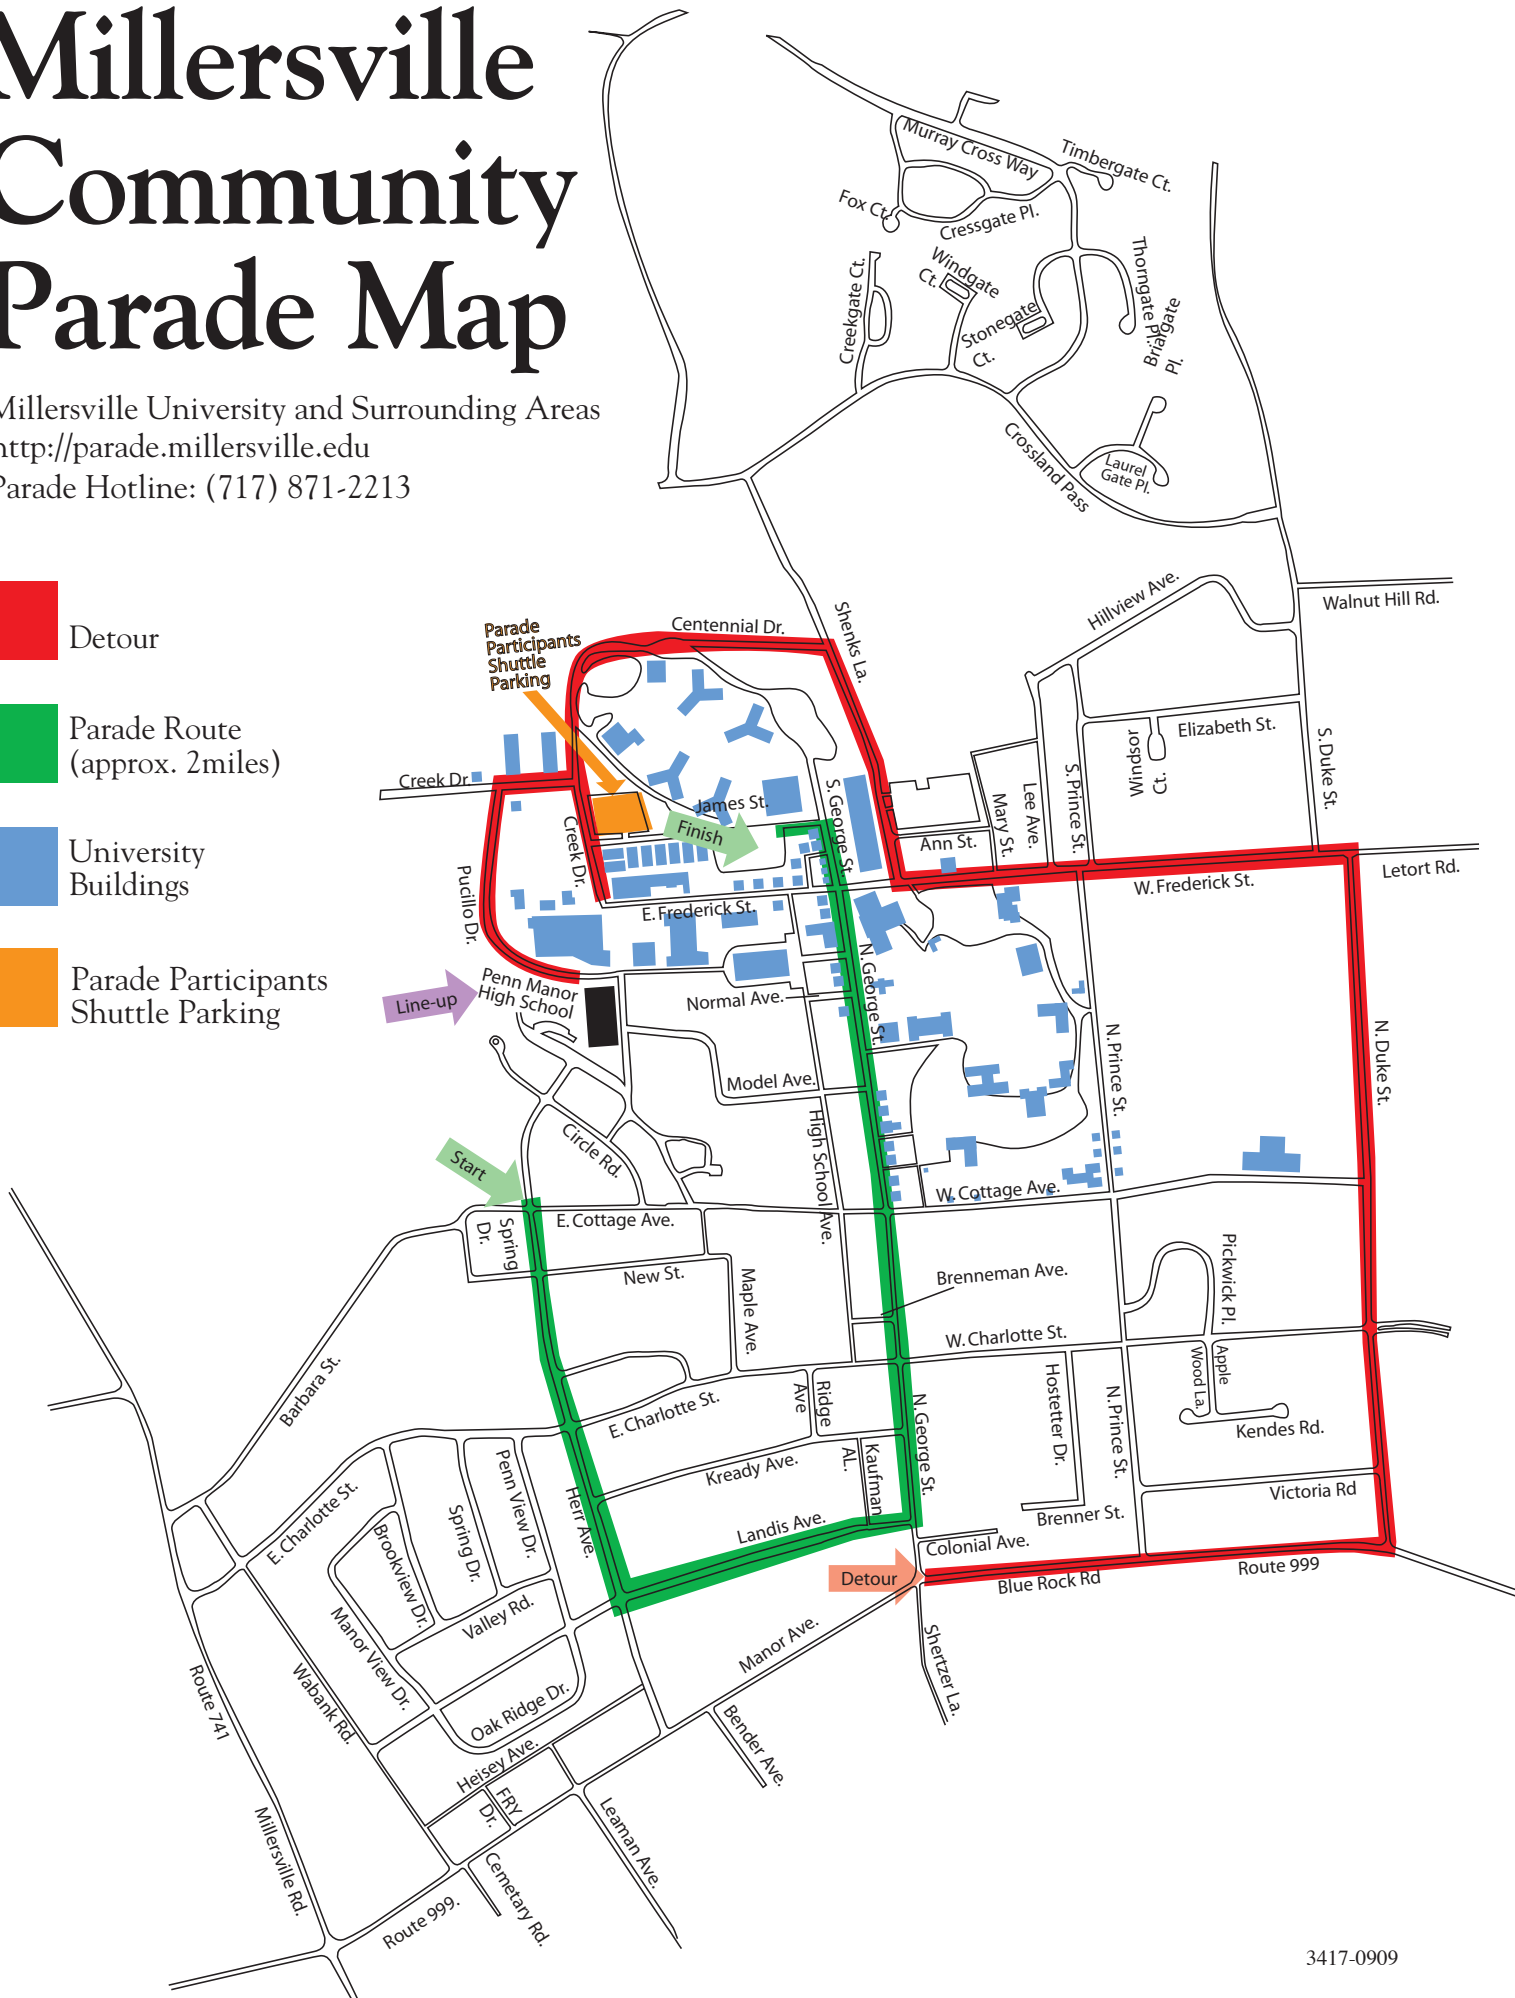 Millersville
Community
Parade Map
Millersville University and Surrounding Areas
http://parade.millersville.edu
Parade Hotline: (717) 871-2213
Detour
Parade Route
(approx. 2miles)
University
Buildings
Parade Participants
Shuttle Parking
Murray Cross Way
Timbergate Ct.
Fox Ct.
Cressgate Pl.
Windgate
Ct.
Creekgate Ct.
Stonegate
Ct.
Thorngate Pl.
Briargate
Pl.
Crossland Pass
Laurel
Gate Pl.
Walnut Hill Rd.
Hillview Ave.
Shenks La.
Centennial Dr.
Parade
Participants
Shuttle
Parking
Elizabeth St.
Windsor
Ct.
S. Duke St.
S. Prince St.
Lee Ave.
Mary St.
Ann St.
Creek Dr.
Creek Dr.
James St.
Finish
S. George St.
Letort Rd.
W. Frederick St.
E. Frederick St.
Pucillo Dr.
Line-up
Penn Manor
High School
Normal Ave.
N. George St.
Model Ave.
N. Prince St.
N. Duke St.
High School Ave.
Circle Rd.
Start
W. Cottage Ave.
E. Cottage Ave.
Spring
Dr.
New St.
Maple Ave.
Brenneman Ave.
Pickwick Pl.
W. Charlotte St.
Barbara St.
Apple
Wood La.
Hostetter Dr.
N. Prince St.
Kendes Rd.
Ridge
Ave
E. Charlotte St.
N. George St.
Kready Ave.
Kaufman
AL.
Victoria Rd
Brenner St.
Landis Ave.
Colonial Ave.
Herr Ave.
Penn View Dr.
Spring Dr.
E. Charlotte St.
Brookview Dr.
Detour
Blue Rock Rd
Route 999
Valley Rd.
Manor View Dr.
Manor Ave.
Shertzer La.
Wabank Rd.
Route 741
Oak Ridge Dr.
Bender Ave.
Heisey Ave.
FRY
Dr.
Leaman Ave.
Millersville Rd.
Cemetary Rd.
Route 999.
3417-0909